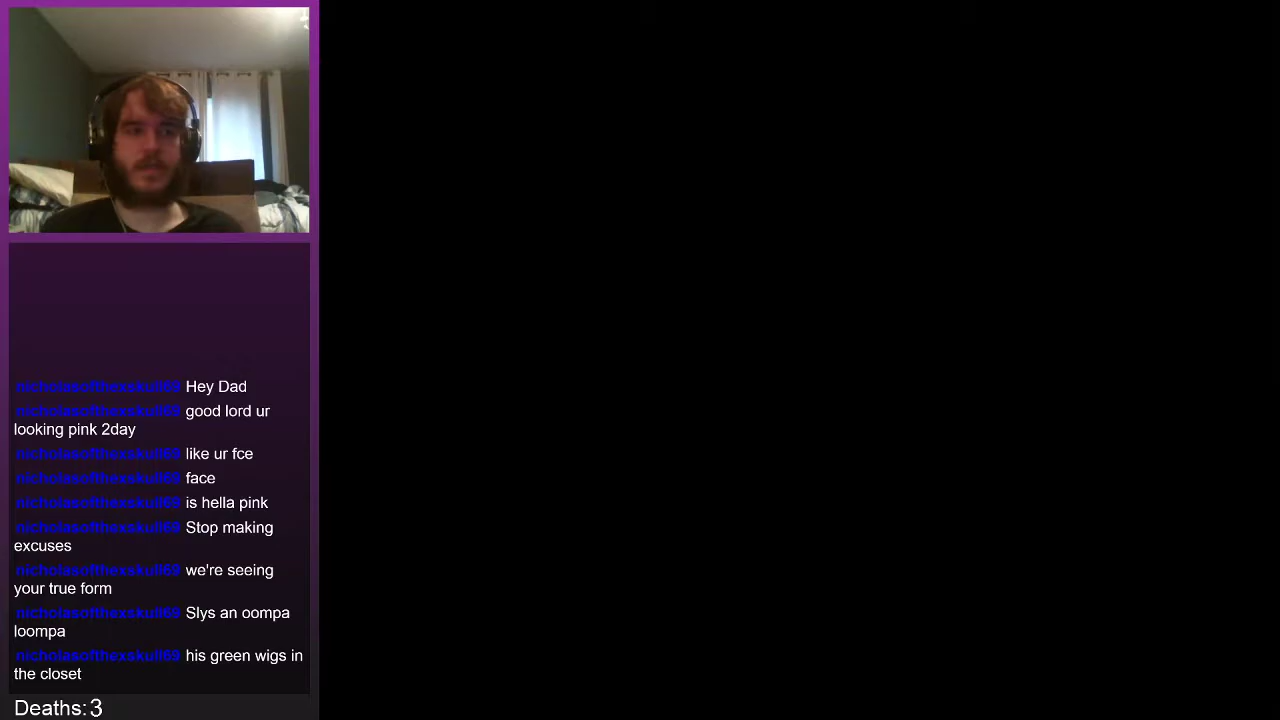 nicholasofthexskull69 Hey Dad
nicholasofthexskull69 good lord ur
looking pink 2day
nicholasofthexskull69 like ur fce
nicholasofthexskull69 face
nicholasofthexskull69 is hella pink
nicholasofthexskull69 Stop making
excuses
nicholasofthexskull69 we're seeing
your true form
nicholasofthexskull69 Slys an oompa
loompa
nicholasofthexskull69 his green wigs in
the closet
Deaths:3